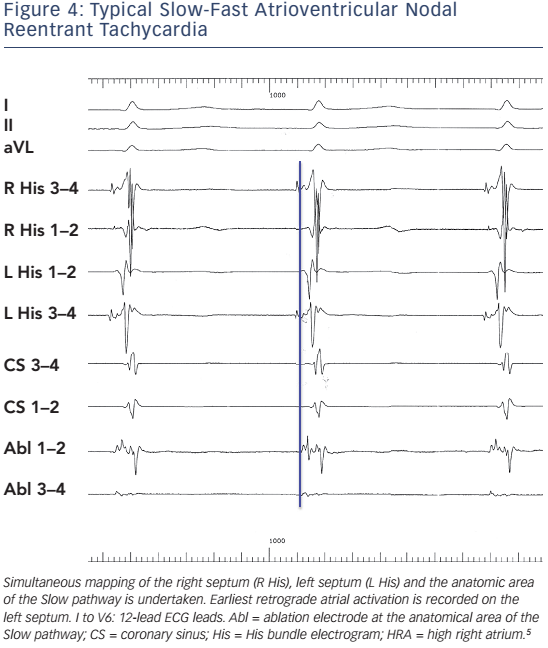 Figure 4: Typical Slow-Fast Atrioventricular Nodal
Reentrant Tachycardia
1000
I
II
aVL
R His 3–4
R His 1–2
L His 1–2
L His 3–4
CS 3–4
CS 1–2
Abl 1–2
Abl 3–4
1000
Simultaneous mapping of the right septum (R His), left septum (L His) and the anatomic area
of the Slow pathway is undertaken. Earliest retrograde atrial activation is recorded on the
left septum. I to V6: 12-lead ECG leads. Abl = ablation electrode at the anatomical area of the
Slow pathway; CS = coronary sinus; His = His bundle electrogram; HRA = high right atrium.⁵